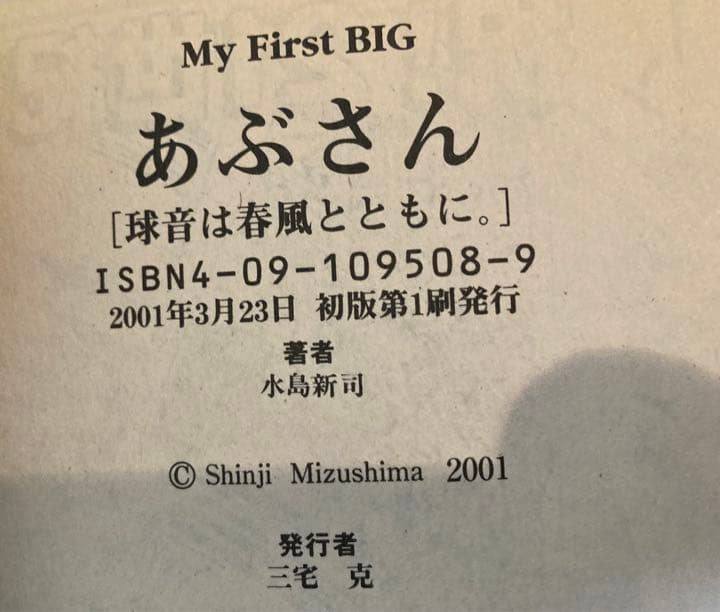 My First BIG
あぶさん
[球音は春風とともに。]
ISBN4-09-109508-9
2001年3月23日 初版第1刷発行
著者
水島新司
© Shinji Mizushima 2001
発行者
三宅 克